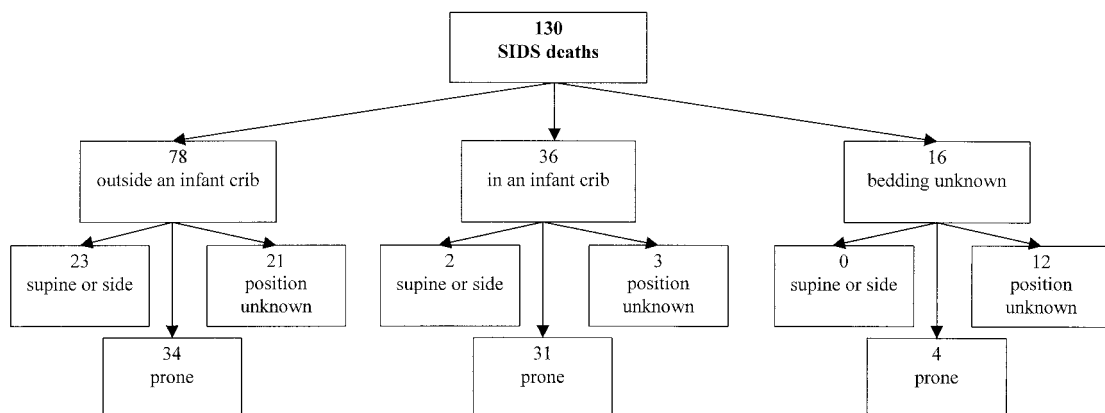 130
SIDS deaths
78
outside an infant crib
36
in an infant crib
16
bedding unknown
23
supine or side
21
position
unknown
2
supine or side
3
position
unknown
0
supine or side
12
position
unknown
34
prone
31
prone
4
prone